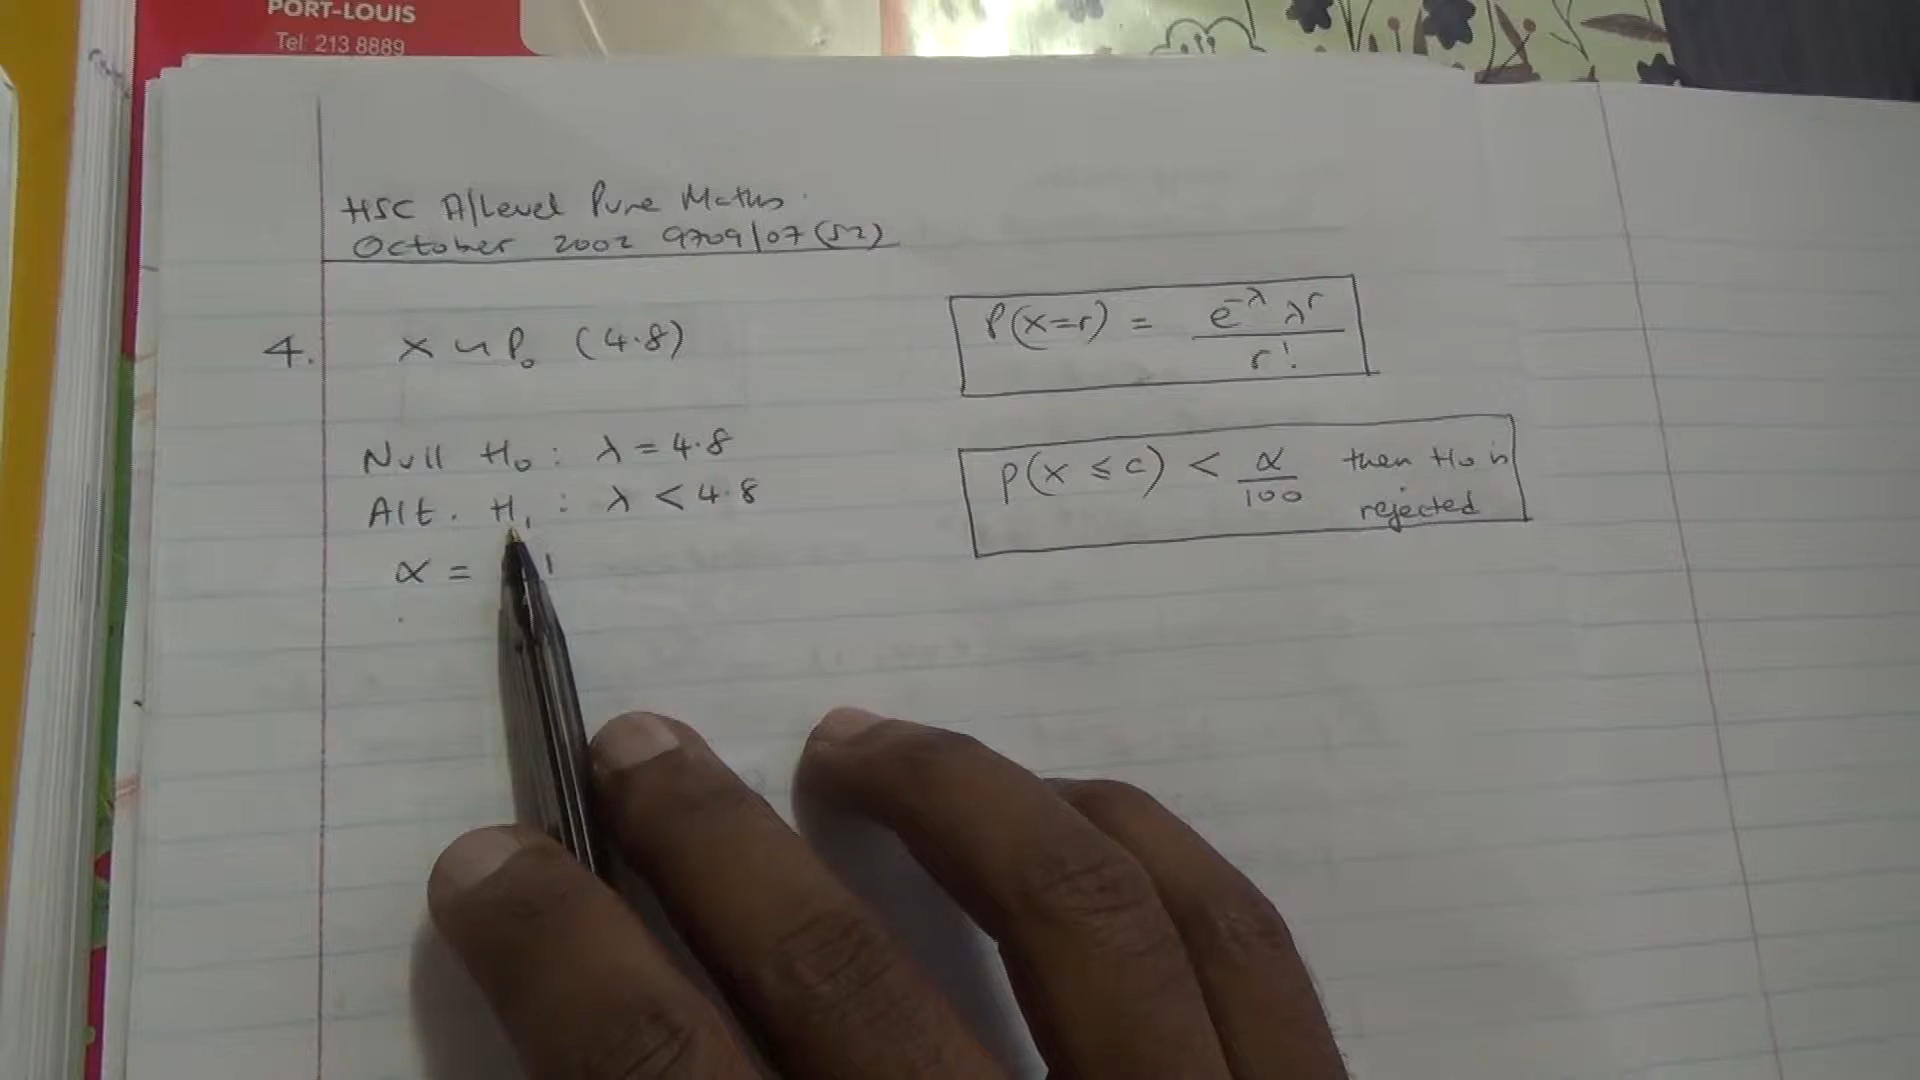 PORT-LOUIS
Tel: 213 8889
HSC A/Level Pure Maths
October 2002 9709/07 (S2)
4. X ~ Po (4.8)
P(x=r) = e^-λ λ^r / r!
Null H₀ : λ = 4.8
Alt. H₁ : λ < 4.8
P(x ≤ c) < α/100 then H₀ is
rejected
α =